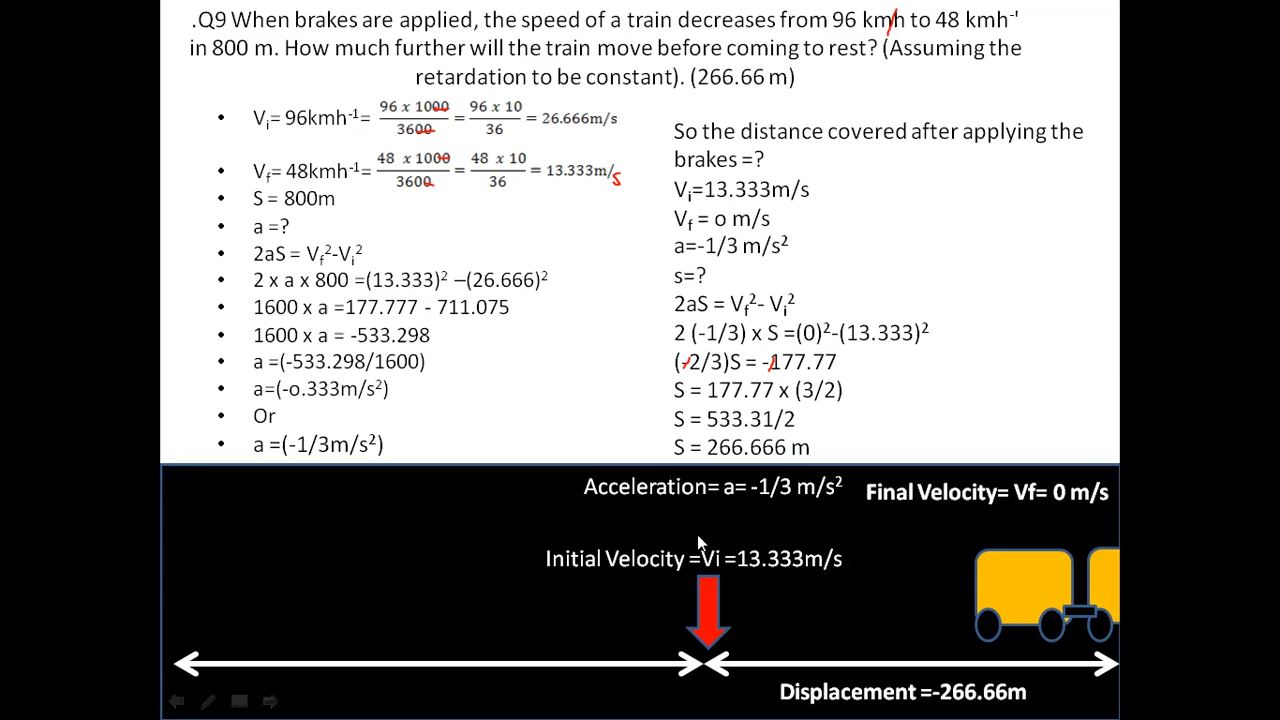 .Q9 When brakes are applied, the speed of a train decreases from 96 kmh to 48 kmh⁻'
in 800 m. How much further will the train move before coming to rest? (Assuming the
retardation to be constant). (266.66 m)
• Vi= 96kmh⁻¹= 96 x 1000/3600 = 96 x 10/36 = 26.666m/s
• Vf= 48kmh⁻¹= 48 x 1000/3600 = 48 x 10/36 = 13.333m/s
• S = 800m
• a =?
• 2aS = Vf²-Vi²
• 2 x a x 800 =(13.333)² –(26.666)²
• 1600 x a =177.777 - 711.075
• 1600 x a = -533.298
• a =(-533.298/1600)
• a=(-o.333m/s²)
• Or
• a =(-1/3m/s²)
So the distance covered after applying the
brakes =?
Vi=13.333m/s
Vf = o m/s
a=-1/3 m/s²
s=?
2aS = Vf²- Vi²
2 (-1/3) x S =(0)²-(13.333)²
(-2/3)S = -177.77
S = 177.77 x (3/2)
S = 533.31/2
S = 266.666 m
Acceleration= a= -1/3 m/s²
Final Velocity= Vf= 0 m/s
Initial Velocity =Vi =13.333m/s
Displacement =-266.66m